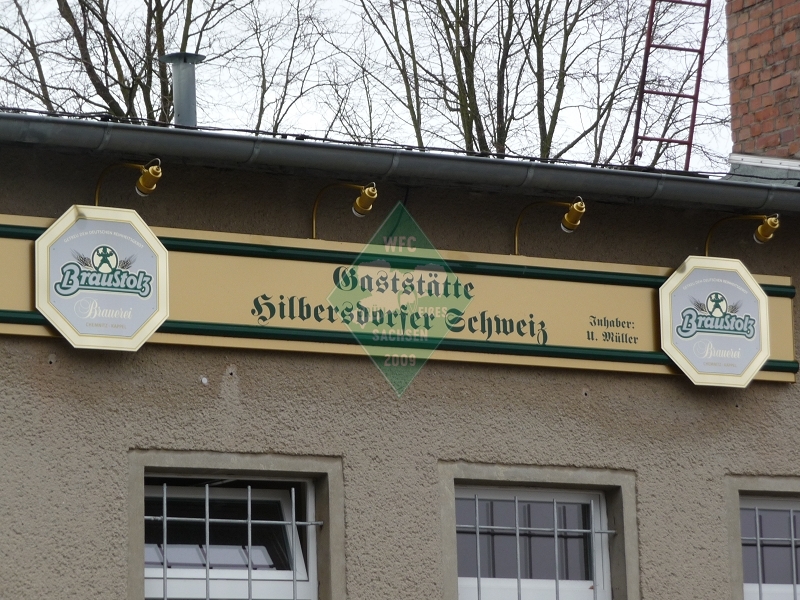 BrauStolz
Brauerei
Gaststätte
Hilbersdorfer Schweiz
Inhaber:
U. Müller
BrauStolz
Brauerei
WFC
SACHSEN
2009